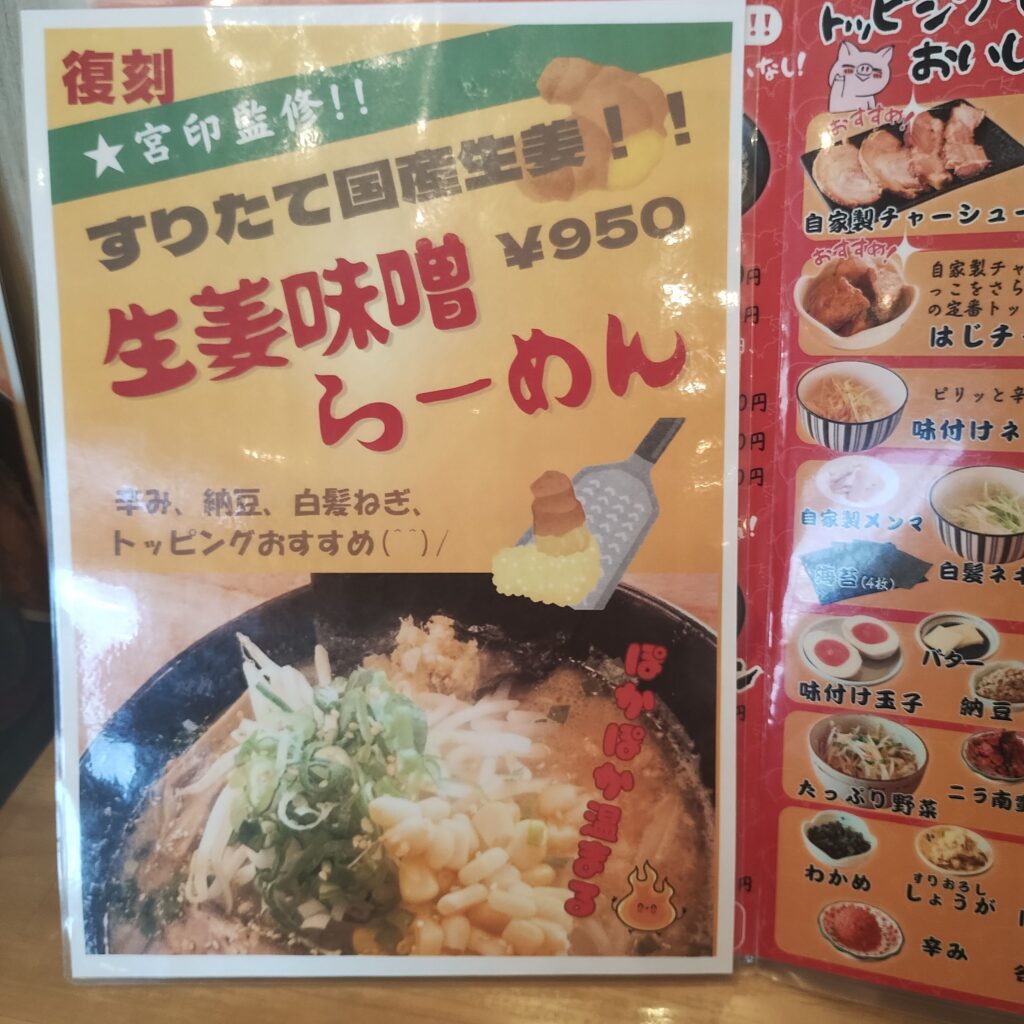 復刻
★宮印監修!!
すりたて国産生姜！！
¥950
生姜味噌
らーめん
辛み、納豆、白髪ねぎ、
トッピングおすすめ(^^)/
ぽかぽか温まる
おいし
おすすめ!
自家製チャーシュー
おすすめ!
自家製チャ
っこをさら
の定番トッ
はじチャ
ピリッと辛
味付けネ
自家製メンマ
海苔(4枚)
白髪ネギ
味付け玉子
バター
納豆
たっぷり野菜
ニラ南蛮
わかめ
すりおろし
しょうが
辛み